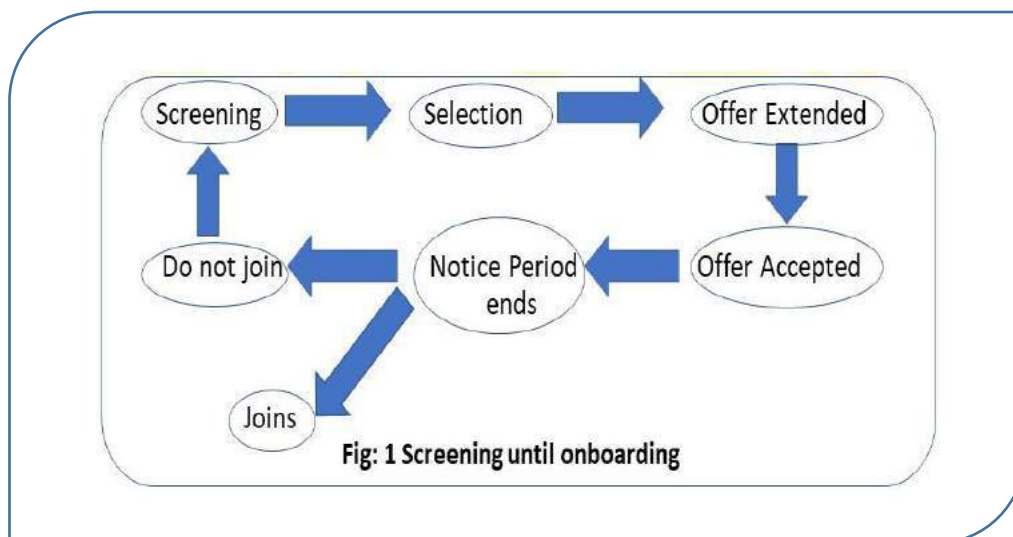 Screening
Selection
Offer Extended
Do not join
Notice Period
ends
Offer Accepted
Joins
Fig: 1 Screening until onboarding